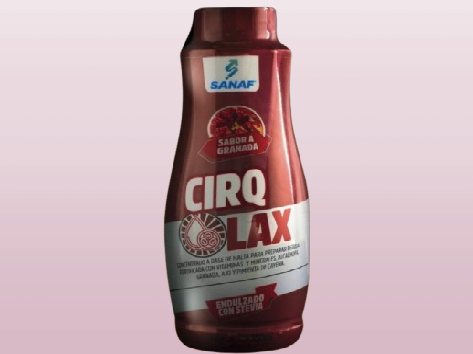 SANAF
SABOR A
GRANADA
CIRQ
LAX
CONCENTRADO A BASE DE MALTA PARA PREPARAR BEBIDA
FORTIFICADA CON VITAMINAS Y MINERALES, ALCACHOFA,
GRANADA, AJO Y PIMIENTA DE CAYENA.
ENDULZADO
CON STEVIA